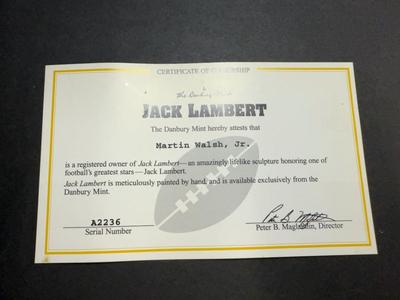 CERTIFICATE OF OWNERSHIP
The Danbury Mint
JACK LAMBERT
The Danbury Mint hereby attests that
Martin Walsh, Jr.
is a registered owner of Jack Lambert—an amazingly lifelike sculpture honoring one of
football's greatest stars—Jack Lambert.
Jack Lambert is meticulously painted by hand, and is available exclusively from the
Danbury Mint.
A2236
Serial Number
Peter B. Maglathlin, Director